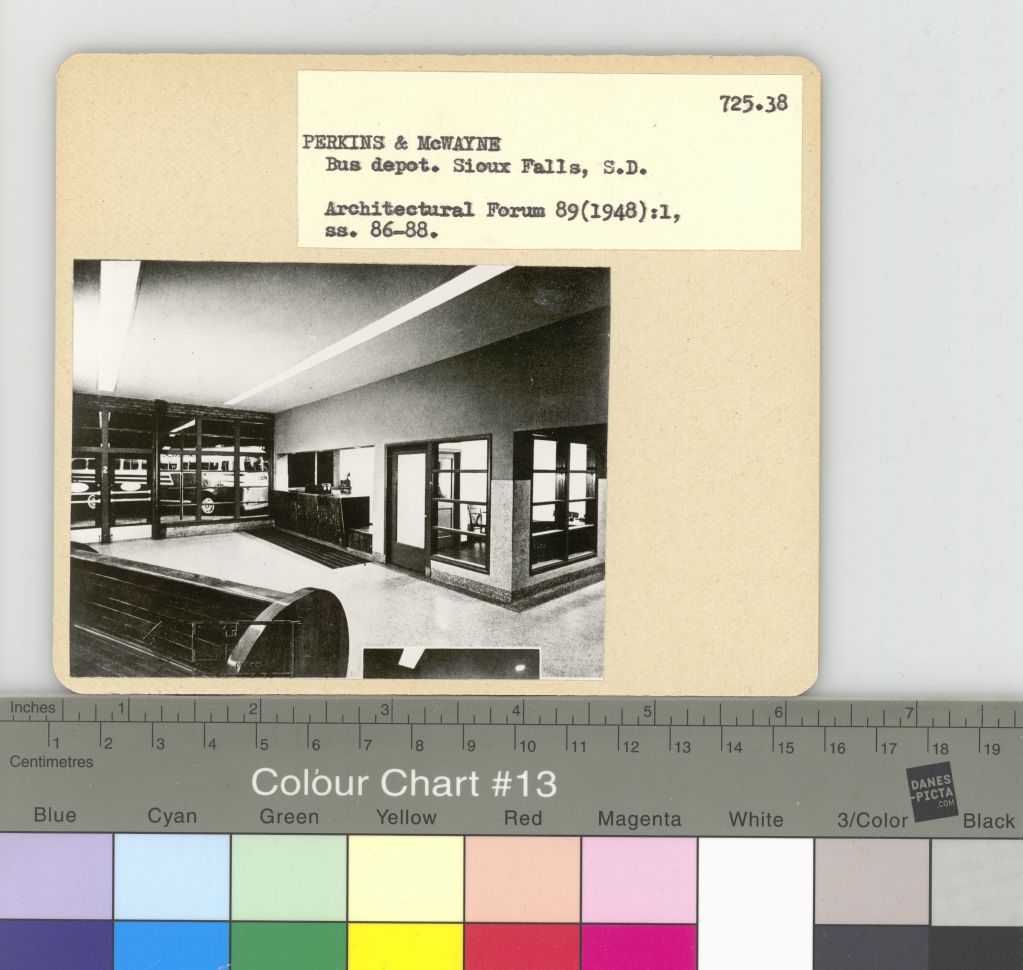 725.38
PERKINS & McWAYNE
Bus depot. Sioux Falls, S.D.
Architectural Forum 89(1948):1,
ss. 86-88.
Inches 1 2 3 4 5 6 7
1 2 3 4 5 6 7 8 9 10 11 12 13 14 15 16 17 18 19
Centimetres
Colour Chart #13
DANES
-PICTA
.COM
Blue Cyan Green Yellow Red Magenta White 3/Color Black